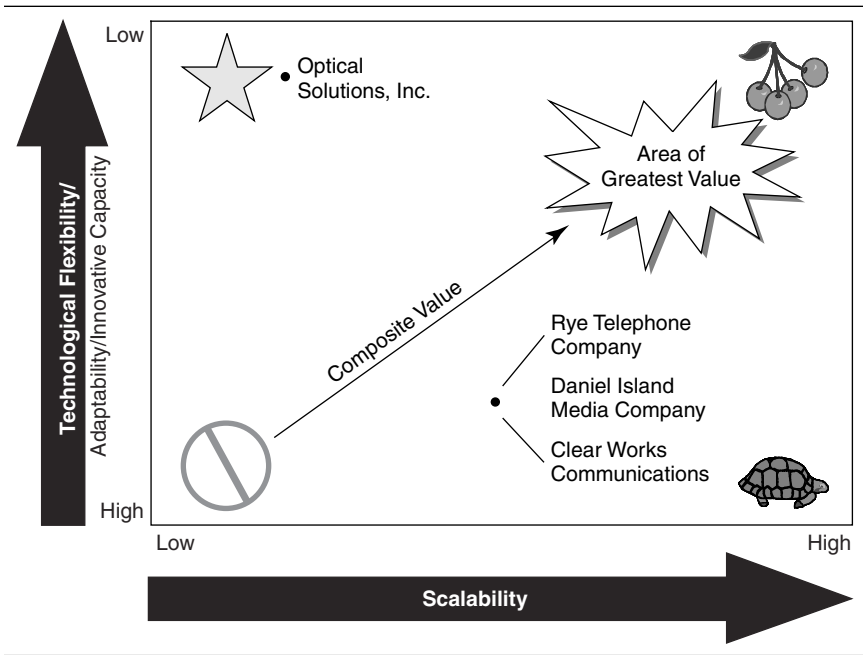 Low
Optical
Solutions, Inc.
Area of
Greatest Value
Technological Flexibility/
Adaptability/Innovative Capacity
Composite Value
Rye Telephone
Company
Daniel Island
Media Company
Clear Works
Communications
High
Low
High
Scalability